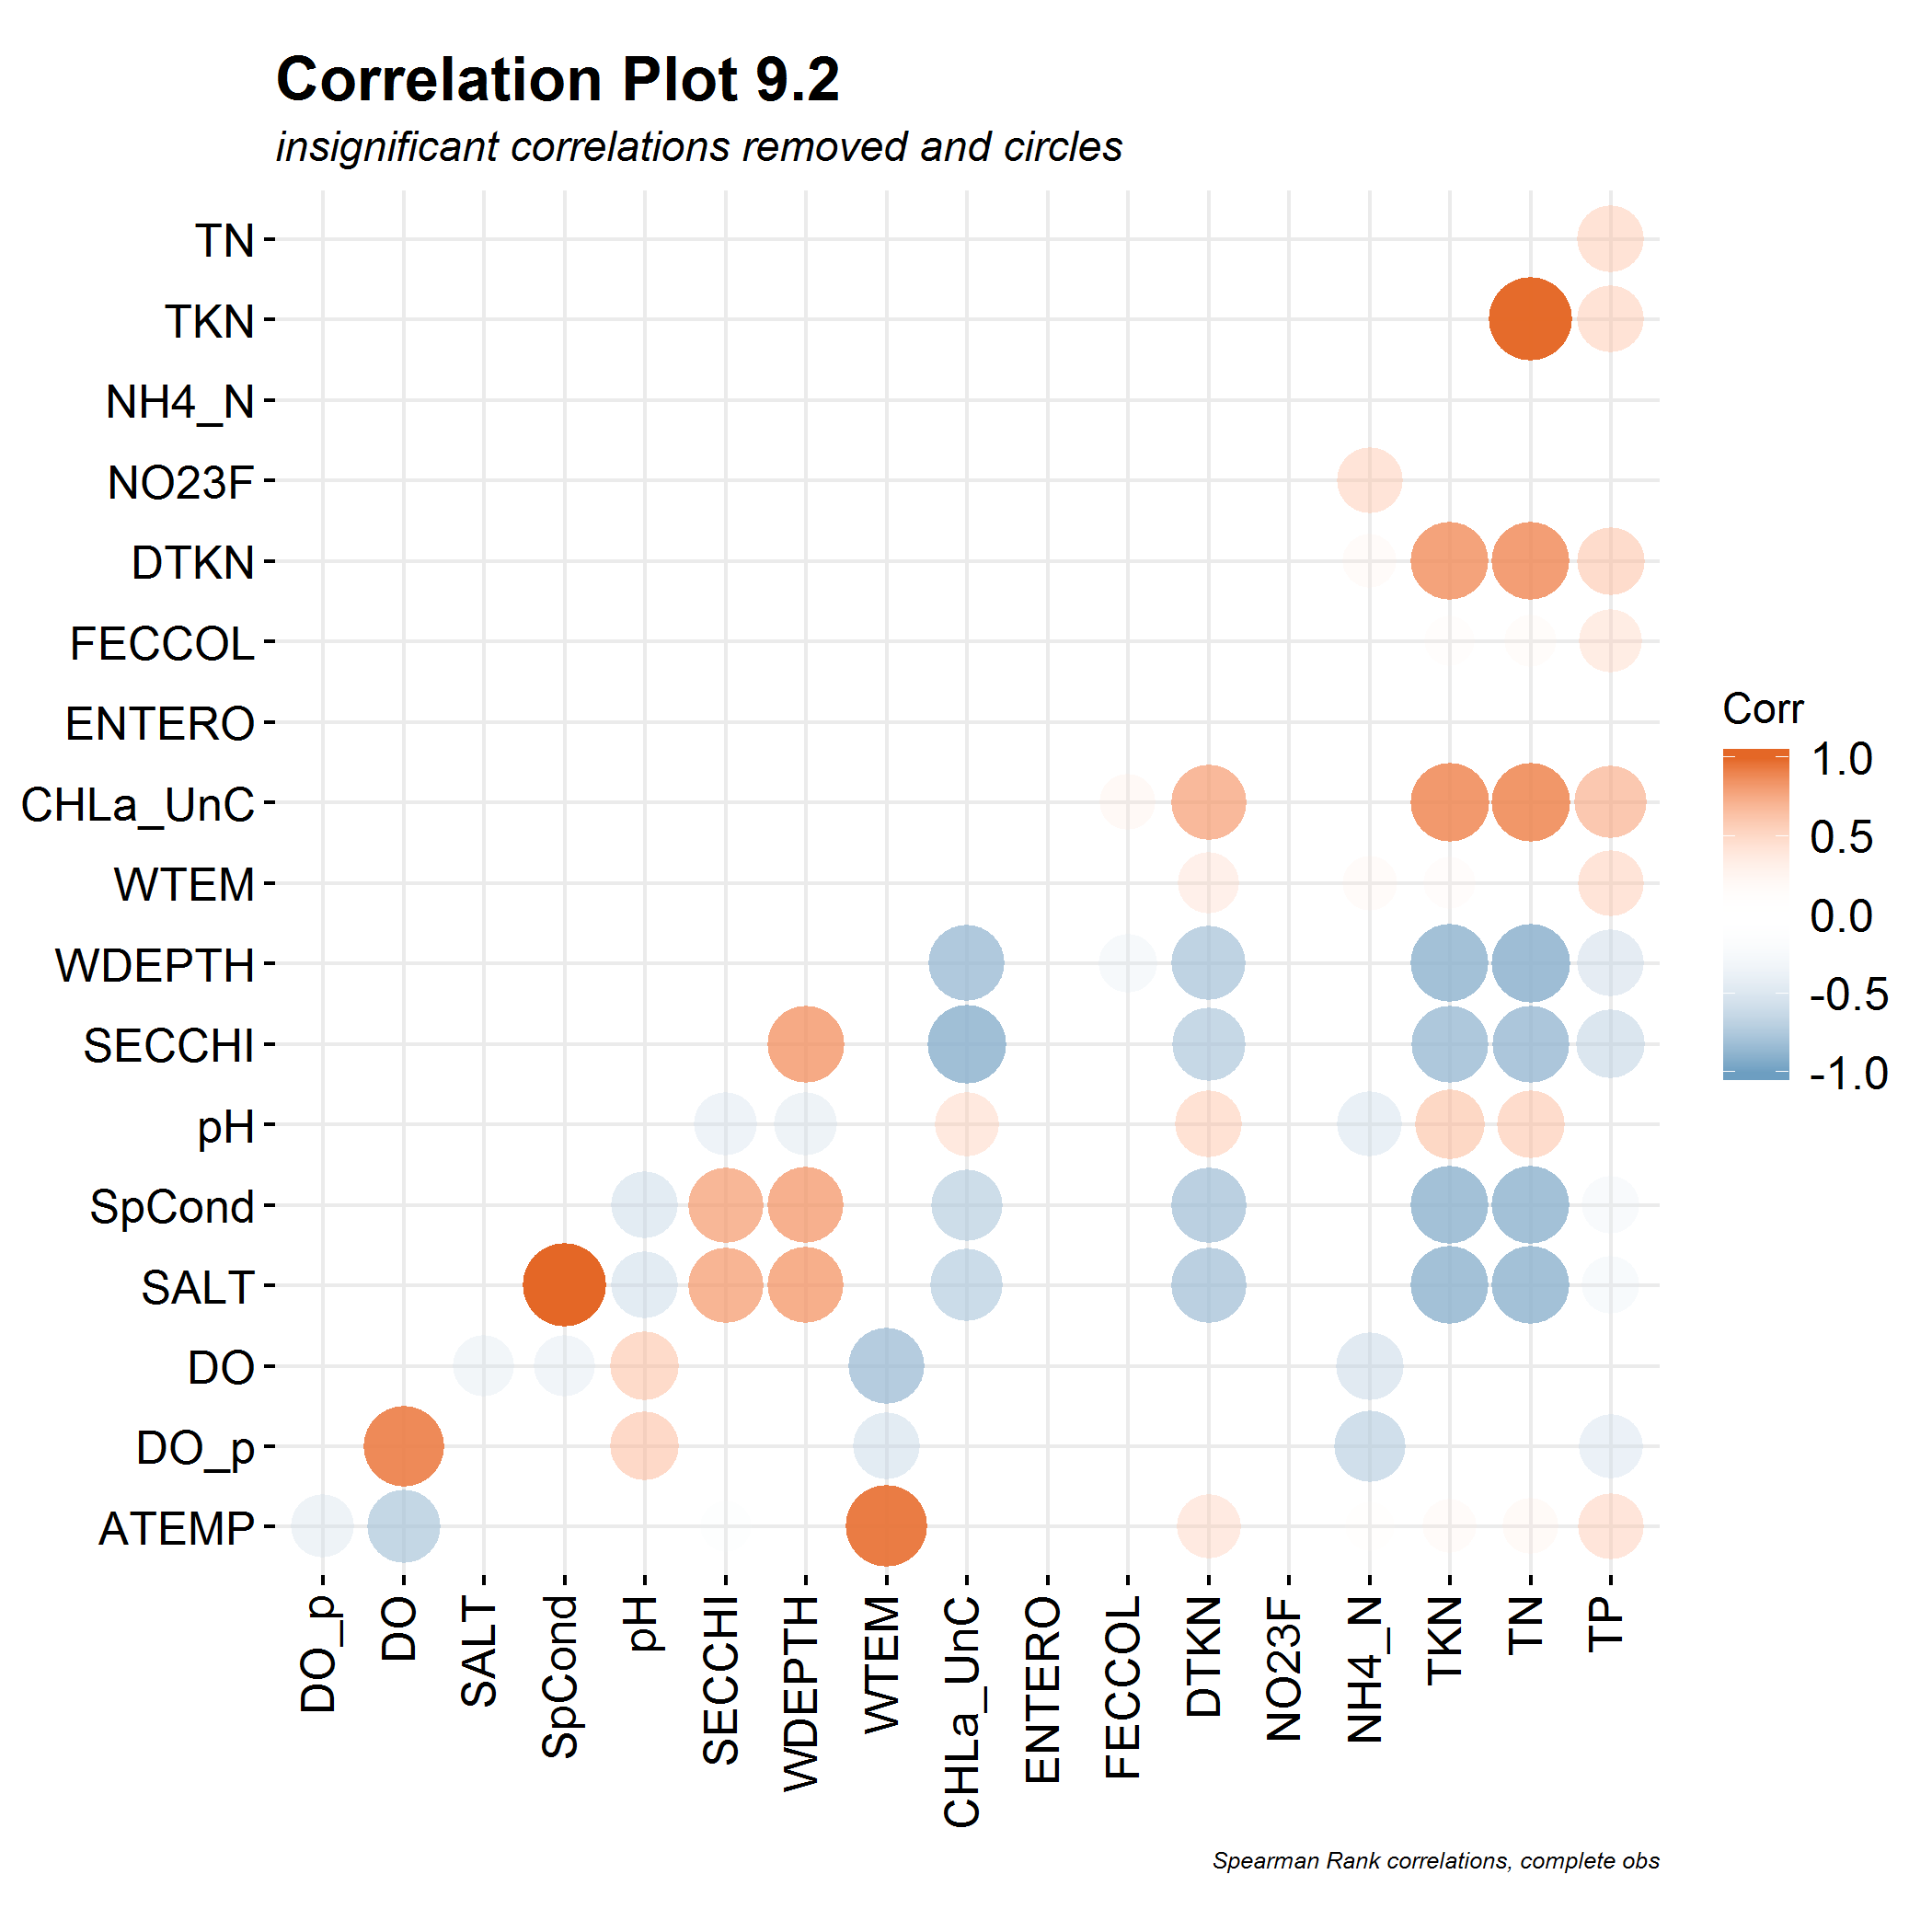 Correlation Plot 9.2
insignificant correlations removed and circles
TN
TKN
NH4_N
NO23F
DTKN
FECCOL
ENTERO
CHLa_UnC
WTEM
WDEPTH
SECCHI
pH
SpCond
SALT
DO
DO_p
ATEMP
DO_p
DO
SALT
SpCond
pH
SECCHI
WDEPTH
WTEM
CHLa_UnC
ENTERO
FECCOL
DTKN
NO23F
NH4_N
TKN
TN
TP
Corr
1.0
0.5
0.0
-0.5
-1.0
Spearman Rank correlations, complete obs